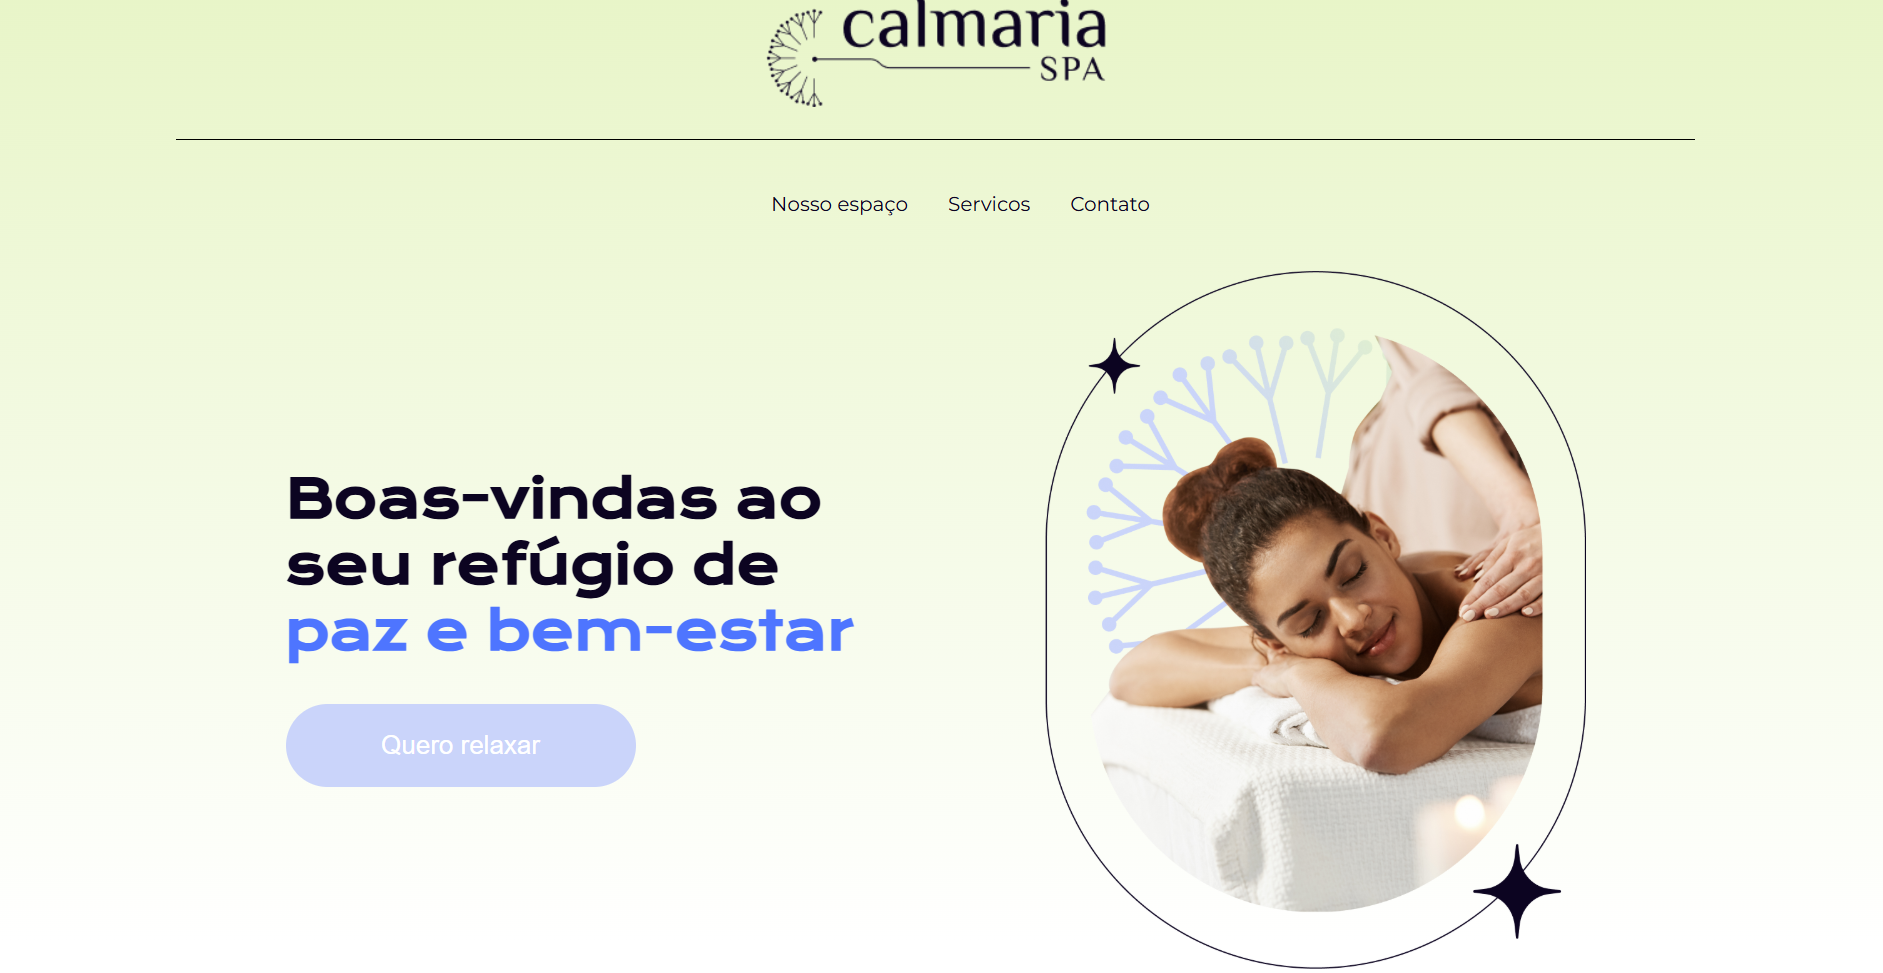 calmaria
SPA
Nosso espaço Servicos Contato
Boas-vindas ao
seu refúgio de
paz e bem-estar
Quero relaxar